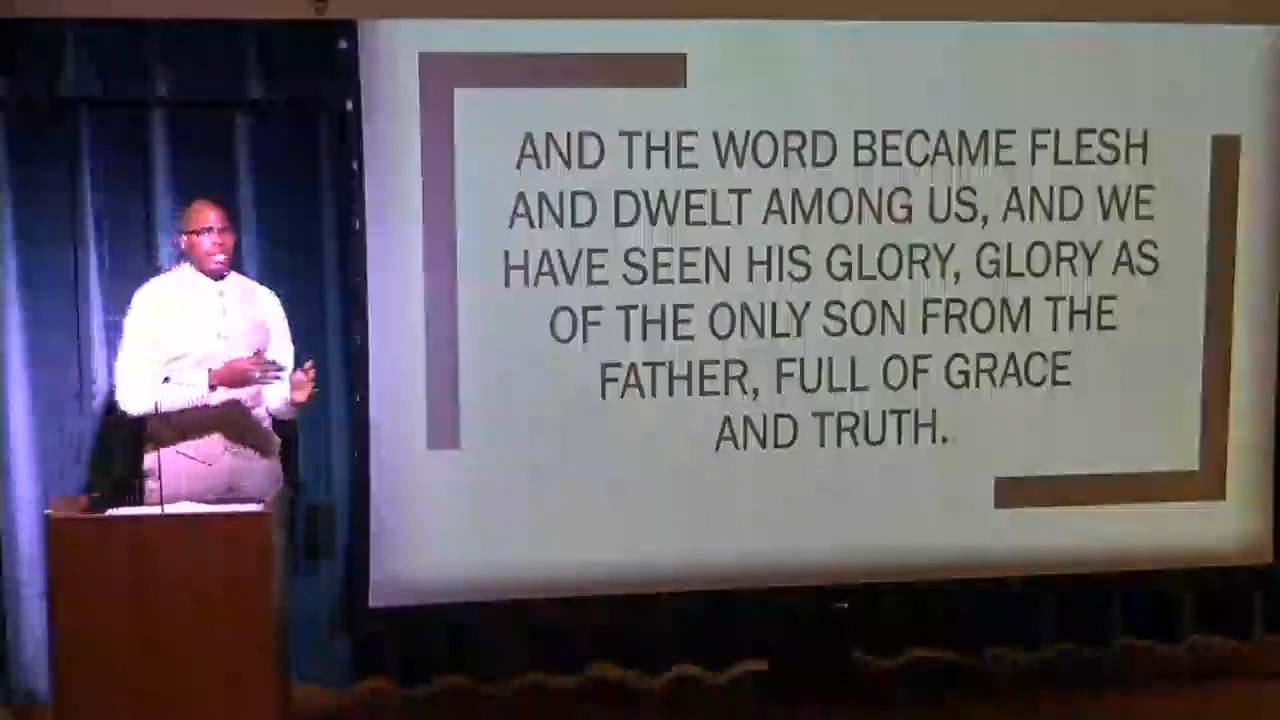 AND THE WORD BECAME FLESH
AND DWELT AMONG US, AND WE
HAVE SEEN HIS GLORY, GLORY AS
OF THE ONLY SON FROM THE
FATHER, FULL OF GRACE
AND TRUTH.